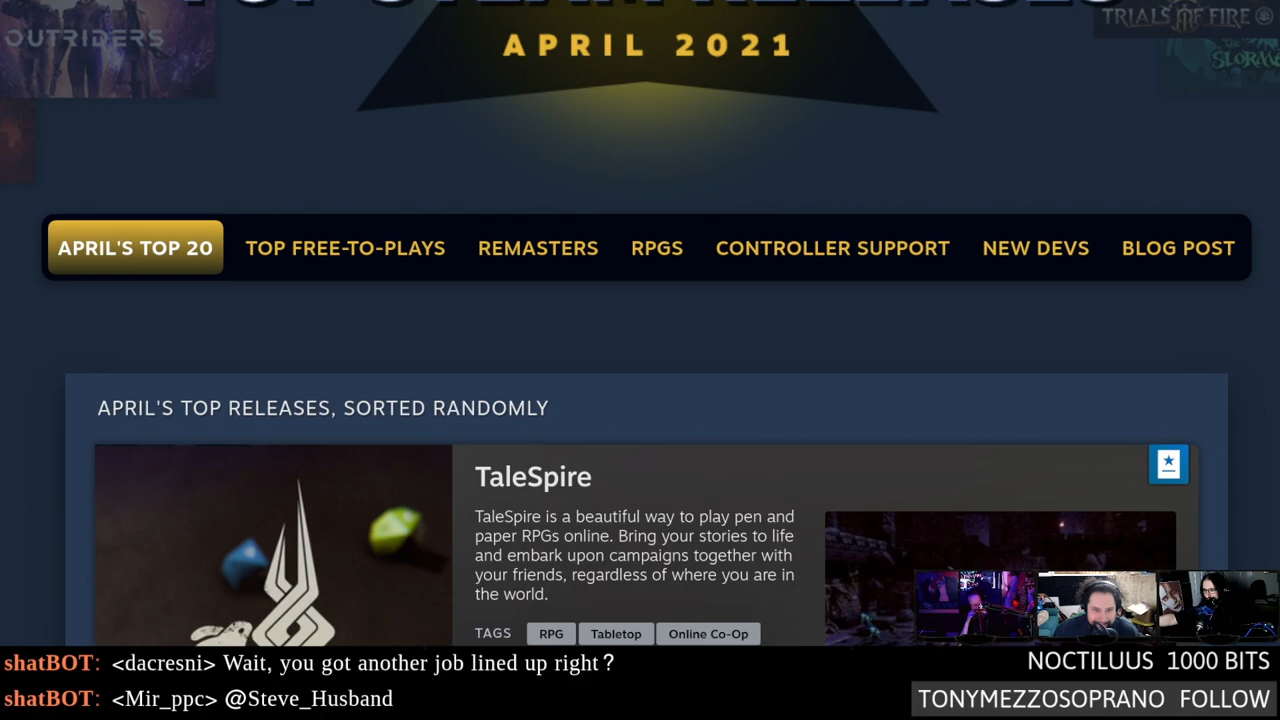 TOP STEAM RELEASES
APRIL 2021
OUTRIDERS
TRIALS OF FIRE
APRIL'S TOP 20
TOP FREE-TO-PLAYS
REMASTERS
RPGS
CONTROLLER SUPPORT
NEW DEVS
BLOG POST
APRIL'S TOP RELEASES, SORTED RANDOMLY
TaleSpire
TaleSpire is a beautiful way to play pen and
paper RPGs online. Bring your stories to life
and embark upon campaigns together with
your friends, regardless of where you are in
the world.
TAGS RPG Tabletop Online Co-Op
shatBOT: <dacresni> Wait, you got another job lined up right?
shatBOT: <Mir_ppc> @Steve_Husband
NOCTILUUS 1000 BITS
TONYMEZZOSOPRANO FOLLOW